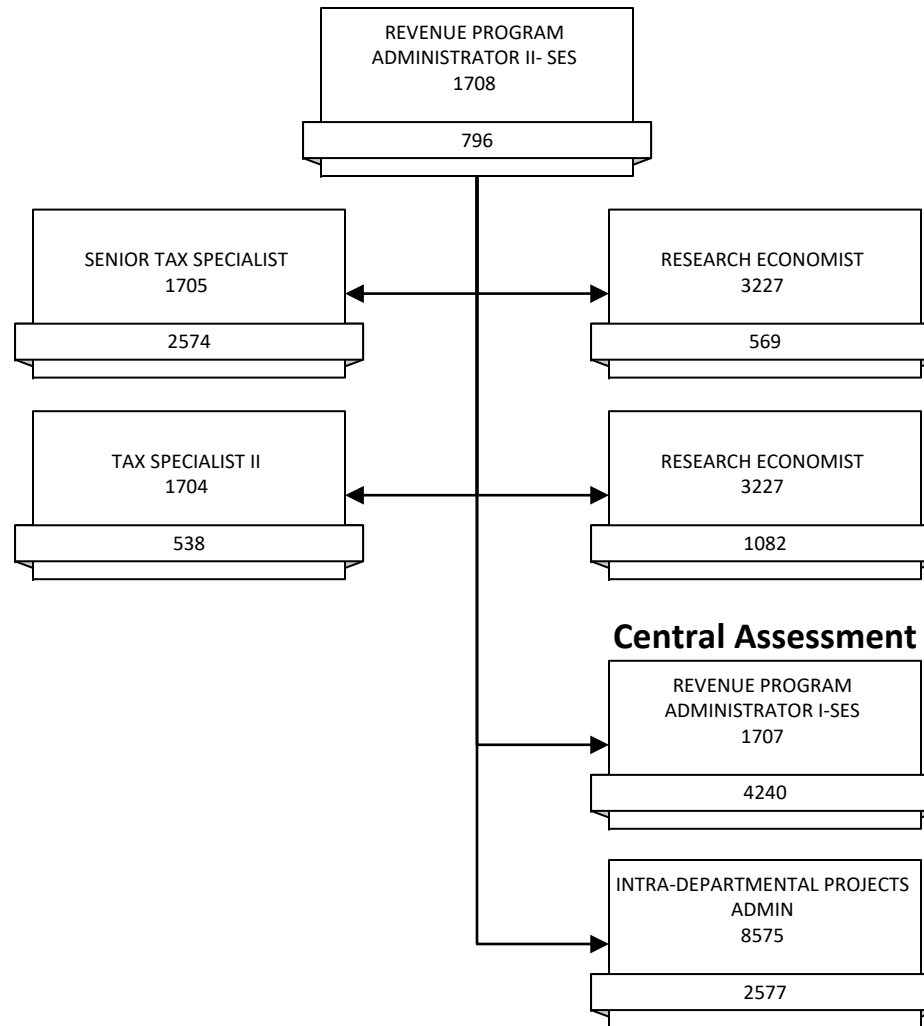 REVENUE PROGRAM
ADMINISTRATOR II- SES
1708
796
SENIOR TAX SPECIALIST
1705
2574
RESEARCH ECONOMIST
3227
569
TAX SPECIALIST II
1704
538
RESEARCH ECONOMIST
3227
1082
Central Assessment
REVENUE PROGRAM
ADMINISTRATOR I-SES
1707
4240
INTRA-DEPARTMENTAL PROJECTS
ADMIN
8575
2577